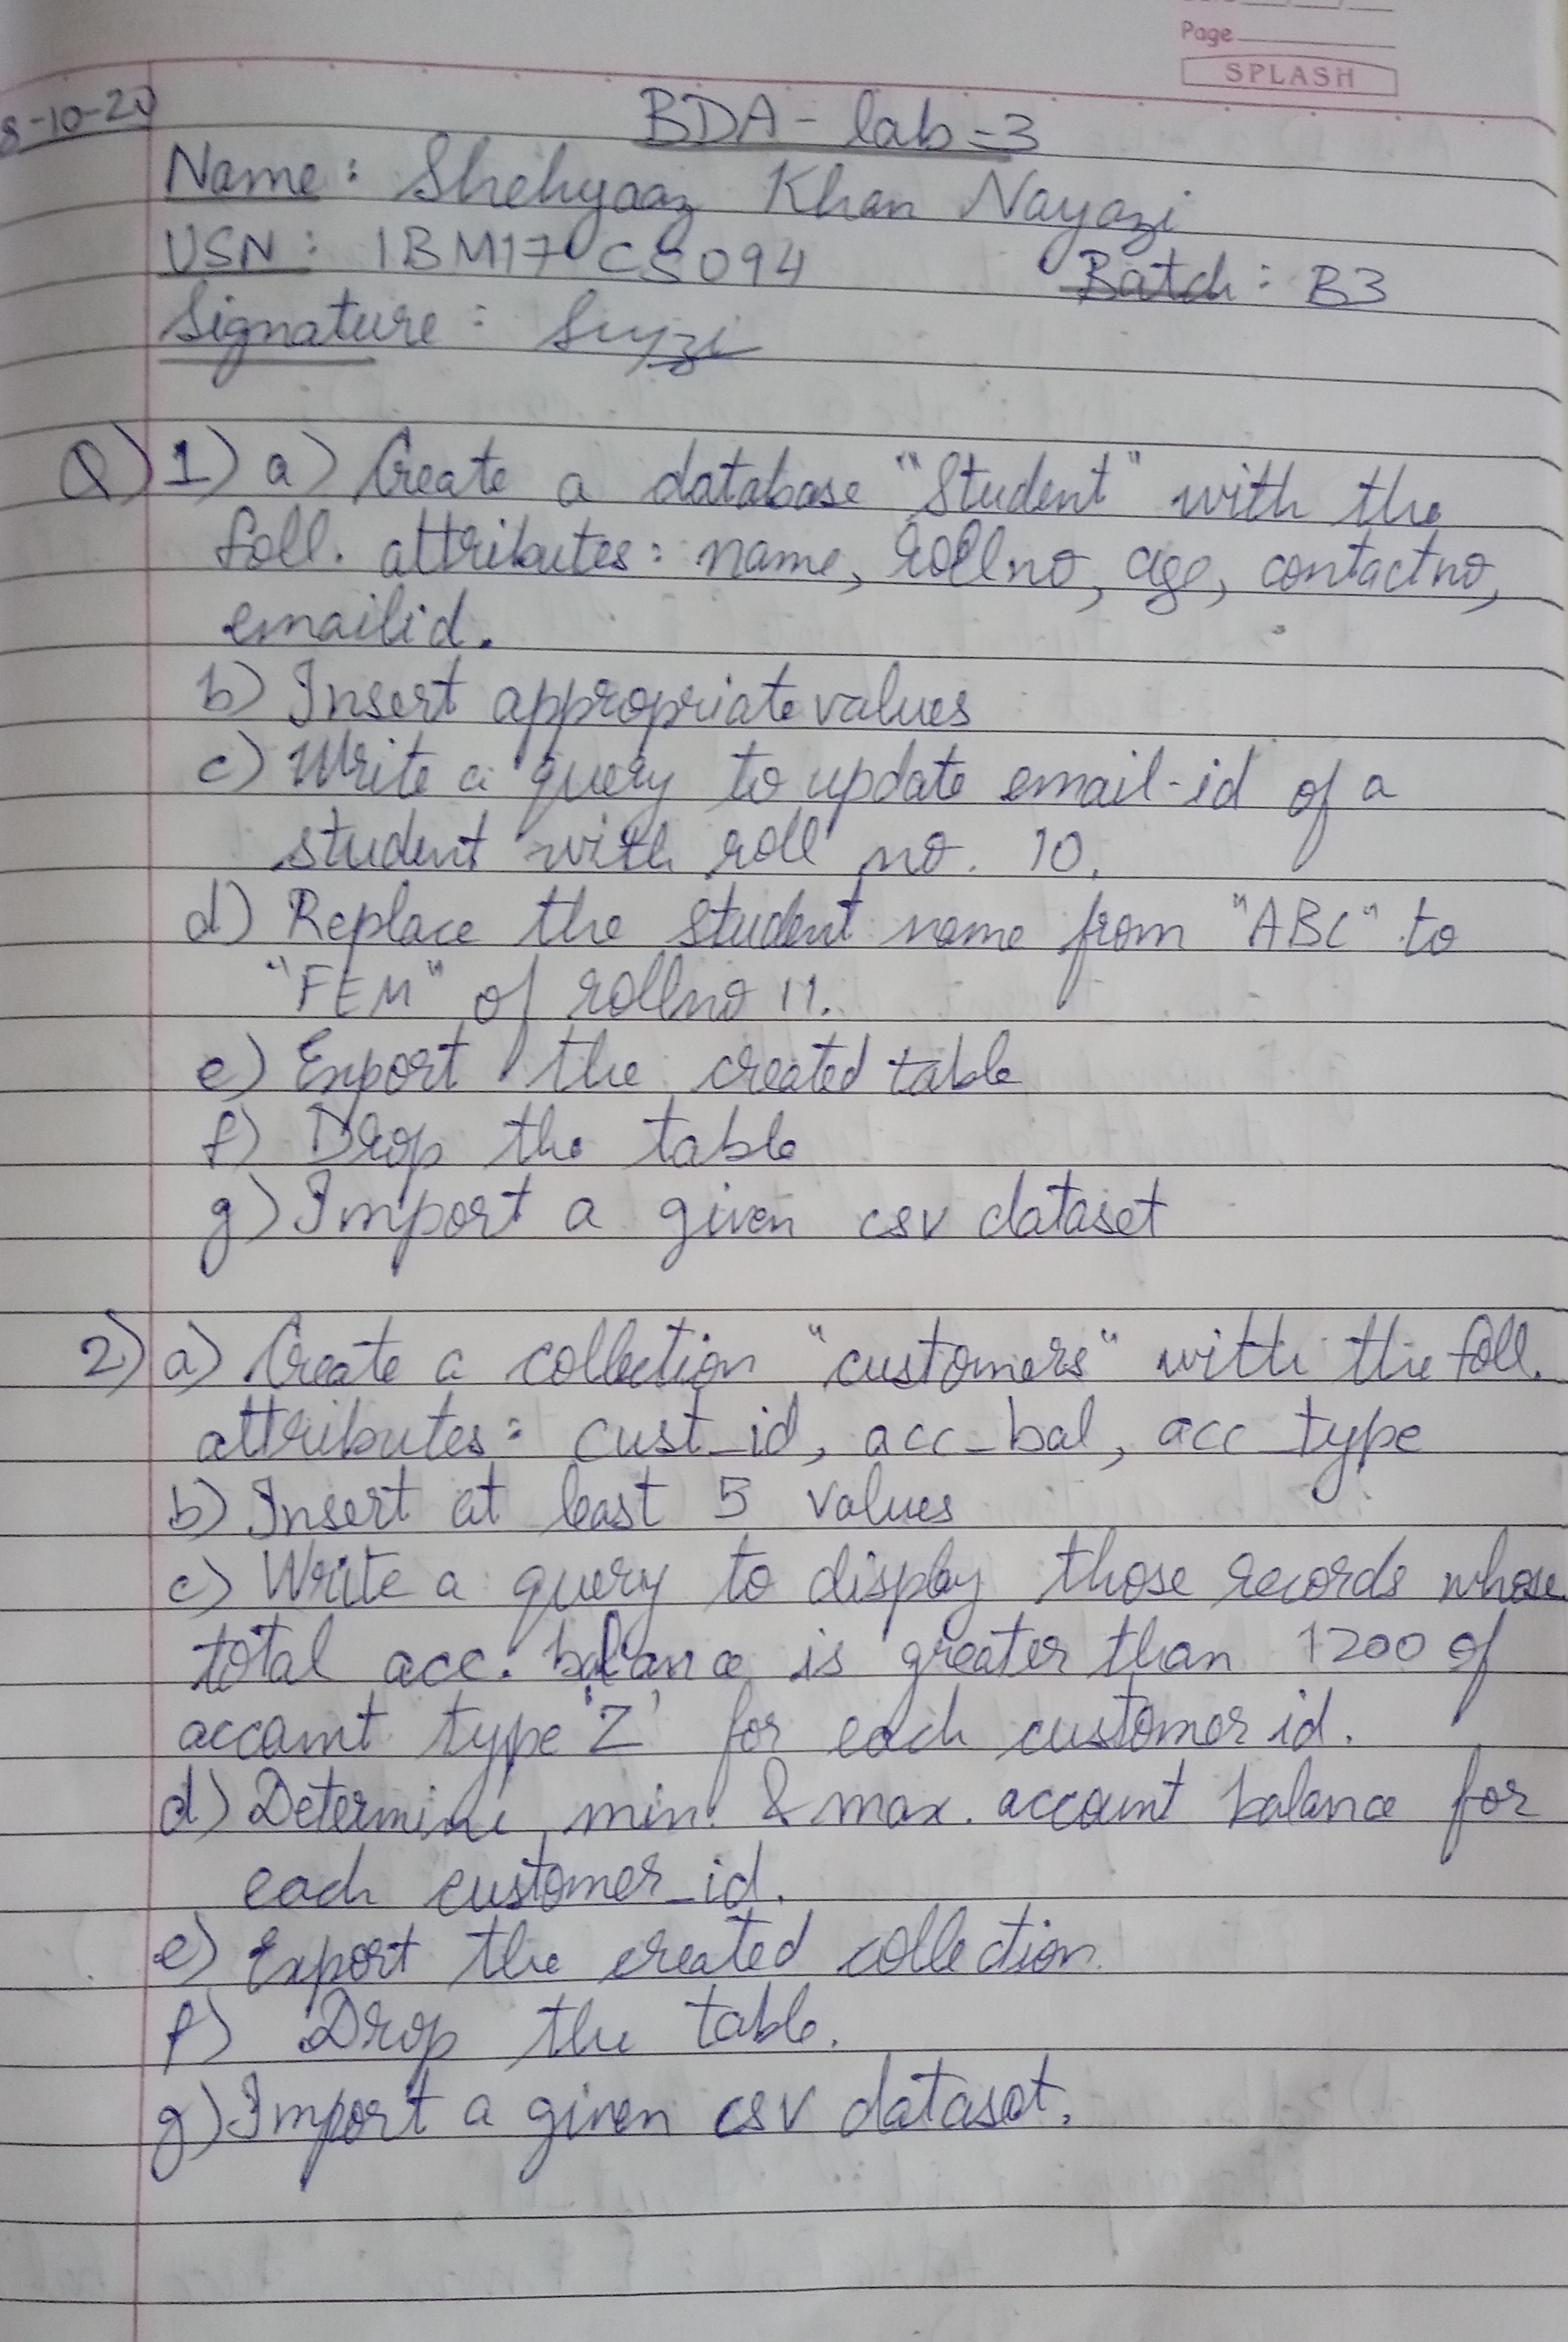 Page
SPLASH
8-10-20
BDA - lab-3
Name: Shehyaaz Khan Nayazi
USN: 1BM17CS094 Batch: B3
Signature:
Q) 1) a) Create a database "Student" with the
foll. attributes: name, rollno, age, contactno,
emailid.
b) Insert appropriate values
c) Write a query to update email-id of a
student with roll no. 10.
d) Replace the student name from "ABC" to
"FEM" of rollno 11.
e) Export the created table
f) Drop the table
g) Import a given csv dataset
2) a) Create a collection "customers" with the foll.
attributes: cust_id, acc_bal, acc_type
b) Insert at least 5 values
c) Write a query to display those records whose
total acc. balance is greater than 1200 of
account type 'Z' for each customer id.
d) Determine min. & max. account balance for
each customer_id.
e) Export the created collection.
f) Drop the table.
g) Import a given csv dataset.